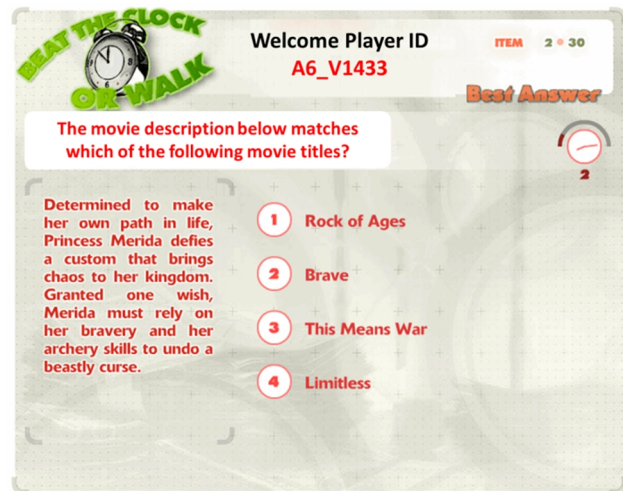 BEAT THE CLOCK
OR WALK
Welcome Player ID
A6_V1433
ITEM 2 • 30
Best Answer
The movie description below matches
which of the following movie titles?
2
Determined to make
her own path in life,
Princess Merida defies
a custom that brings
chaos to her kingdom.
Granted one wish,
Merida must rely on
her bravery and her
archery skills to undo a
beastly curse.
1 Rock of Ages
2 Brave
3 This Means War
4 Limitless